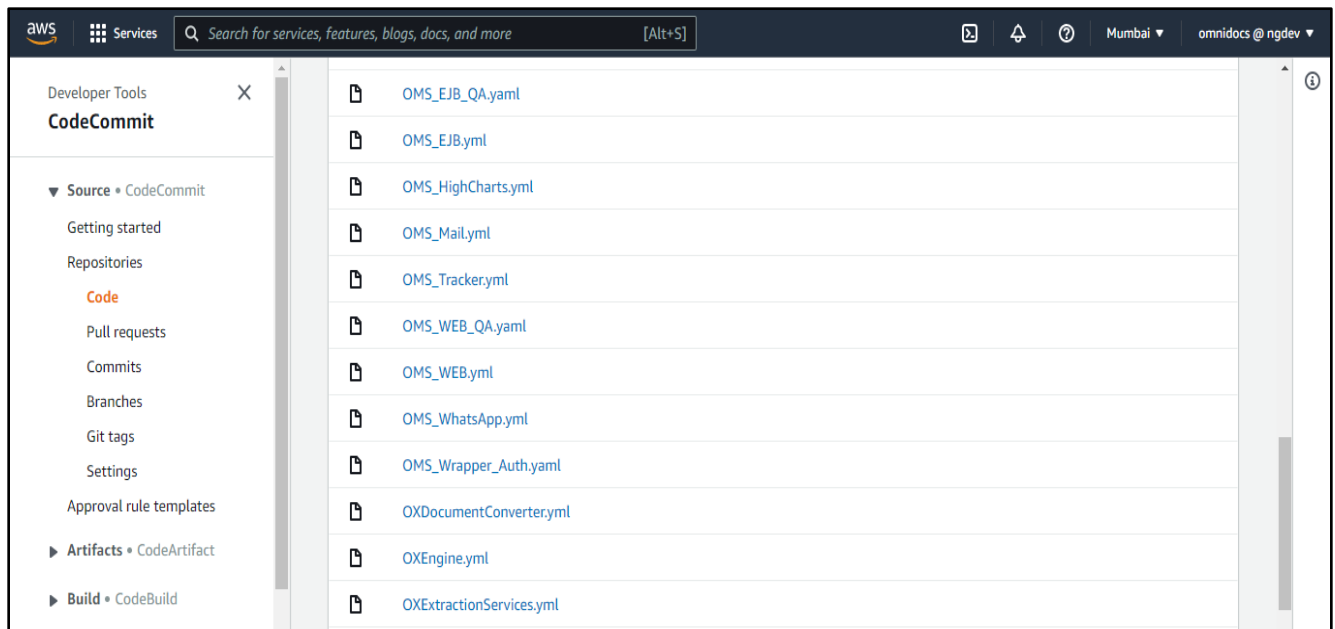 aws
Services
Search for services, features, blogs, docs, and more
[Alt+S]
Mumbai ▼
omnidocs @ ngdev ▼
Developer Tools
CodeCommit
Source • CodeCommit
Getting started
Repositories
Code
Pull requests
Commits
Branches
Git tags
Settings
Approval rule templates
Artifacts • CodeArtifact
Build • CodeBuild
OMS_EJB_QA.yaml
OMS_EJB.yml
OMS_HighCharts.yml
OMS_Mail.yml
OMS_Tracker.yml
OMS_WEB_QA.yaml
OMS_WEB.yml
OMS_WhatsApp.yml
OMS_Wrapper_Auth.yaml
OXDocumentConverter.yml
OXEngine.yml
OXExtractionServices.yml